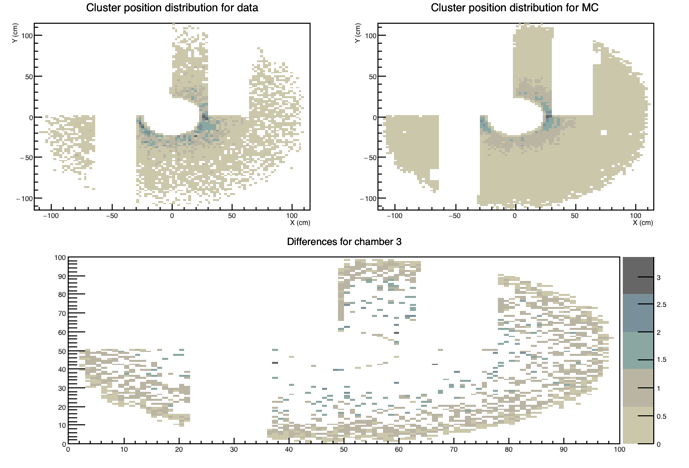 Cluster position distribution for data
Y (cm)
100
50
0
−50
−100
−100 −50 0 50 100
X (cm)
Cluster position distribution for MC
Y (cm)
100
50
0
−50
−100
−100 −50 0 50 100
X (cm)
Differences for chamber 3
100
90
80
70
60
50
40
30
20
10
0
0 10 20 30 40 50 60 70 80 90 100
3
2.5
2
1.5
1
0.5
0